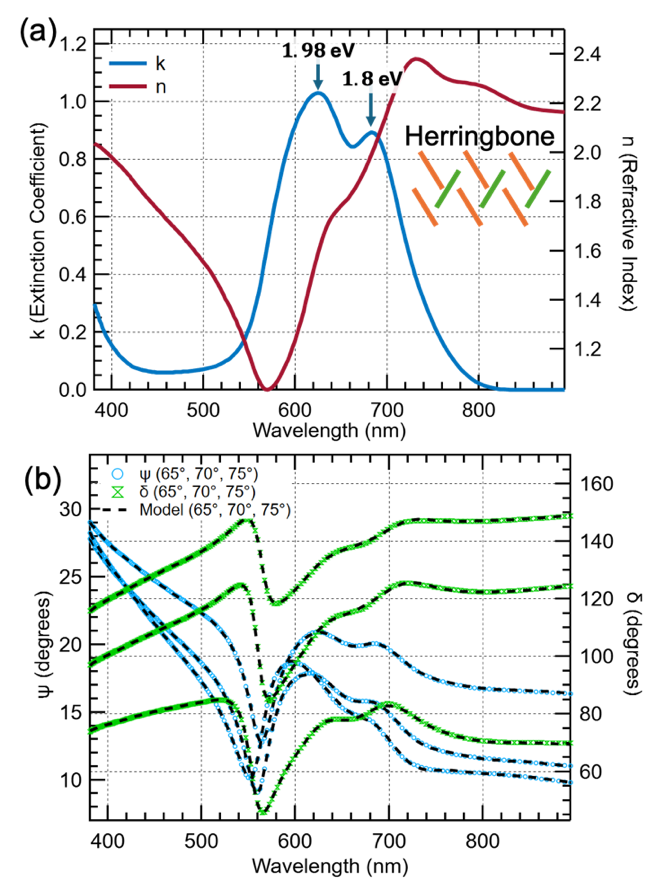 (a)
1.2
1.0
0.8
0.6
0.4
0.2
0.0
k (Extinction Coefficient)
k
n
1.98 eV
1.8 eV
Herringbone
2.4
2.2
2.0
1.8
1.6
1.4
1.2
n (Refractive Index)
400 500 600 700 800
Wavelength (nm)
(b)
ψ (65°, 70°, 75°)
δ (65°, 70°, 75°)
Model (65°, 70°, 75°)
30
25
20
15
10
Ψ (degrees)
160
140
120
100
80
60
δ (degrees)
400 500 600 700 800
Wavelength (nm)